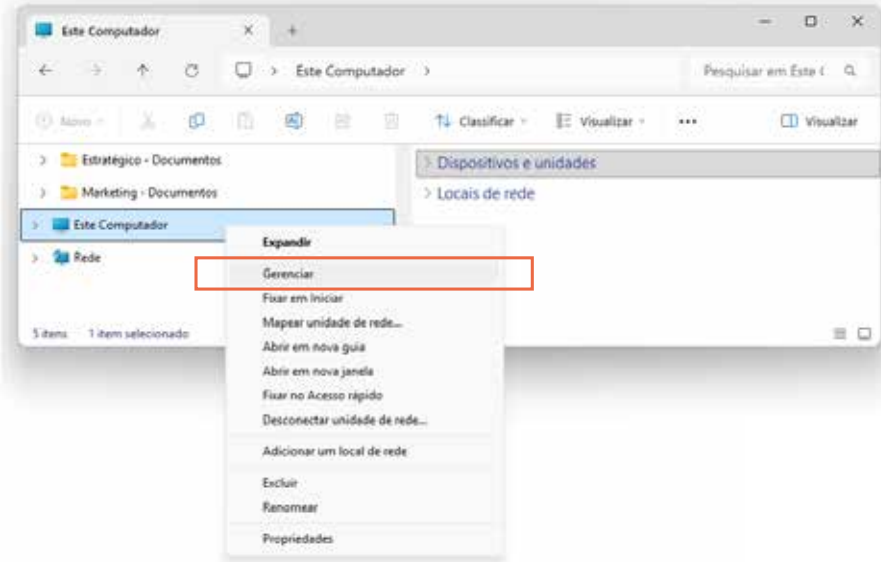 Este Computador
Este Computador
Pesquisar em Este C
Novo
Classificar
Visualizar
Visualizar
Estratégico - Documentos
Marketing - Documentos
Este Computador
Rede
Dispositivos e unidades
Locais de rede
5 itens 1 item selecionado
Expandir
Gerenciar
Fixar em Iniciar
Mapear unidade de rede...
Abrir em nova guia
Abrir em nova janela
Fixar no Acesso rápido
Desconectar unidade de rede...
Adicionar um local de rede
Excluir
Renomear
Propriedades